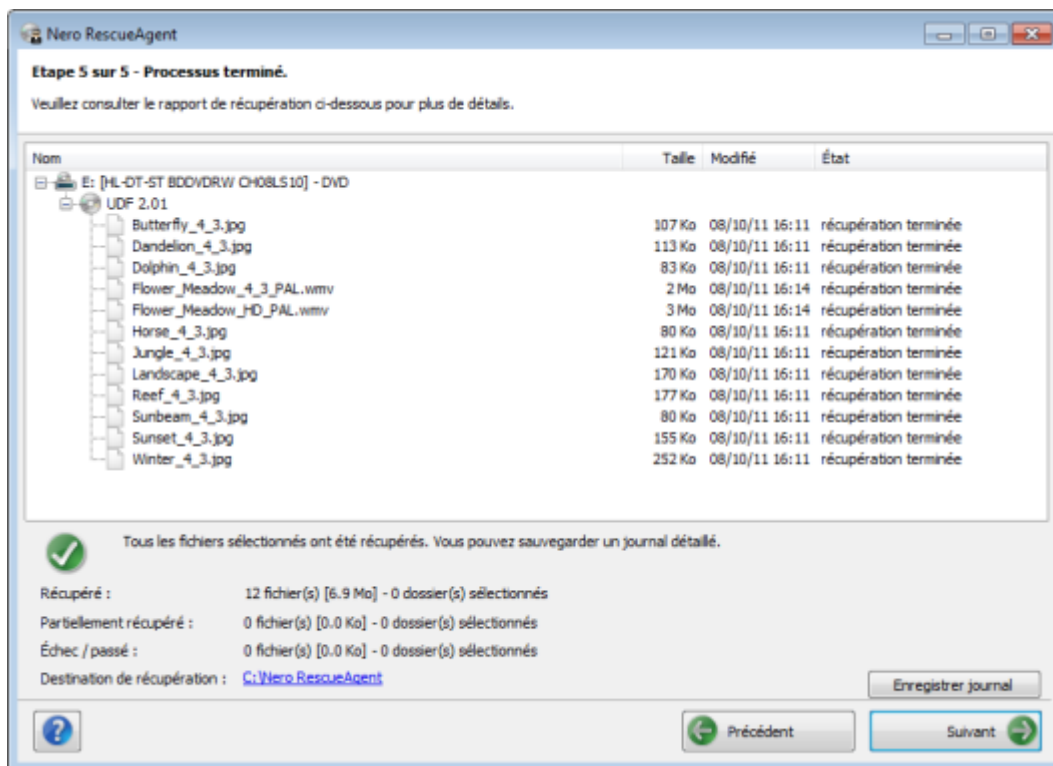 Nero RescueAgent
Etape 5 sur 5 - Processus terminé.
Veuillez consulter le rapport de récupération ci-dessous pour plus de détails.
Nom Taille Modifié État
E: [HL-DT-ST BDDVDRW CH08LS10] - DVD
UDF 2.01
Butterfly_4_3.jpg 107 Ko 08/10/11 16:11 récupération terminée
Dandelion_4_3.jpg 113 Ko 08/10/11 16:11 récupération terminée
Dolphin_4_3.jpg 83 Ko 08/10/11 16:11 récupération terminée
Flower_Meadow_4_3_PAL.wmv 2 Mo 08/10/11 16:14 récupération terminée
Flower_Meadow_HD_PAL.wmv 3 Mo 08/10/11 16:14 récupération terminée
Horse_4_3.jpg 80 Ko 08/10/11 16:11 récupération terminée
Jungle_4_3.jpg 121 Ko 08/10/11 16:11 récupération terminée
Landscape_4_3.jpg 170 Ko 08/10/11 16:11 récupération terminée
Reef_4_3.jpg 177 Ko 08/10/11 16:11 récupération terminée
Sunbeam_4_3.jpg 80 Ko 08/10/11 16:11 récupération terminée
Sunset_4_3.jpg 155 Ko 08/10/11 16:11 récupération terminée
Winter_4_3.jpg 252 Ko 08/10/11 16:11 récupération terminée
Tous les fichiers sélectionnés ont été récupérés. Vous pouvez sauvegarder un journal détaillé.
Récupéré : 12 fichier(s) [6.9 Mo] - 0 dossier(s) sélectionnés
Partiellement récupéré : 0 fichier(s) [0.0 Ko] - 0 dossier(s) sélectionnés
Échec / passé : 0 fichier(s) [0.0 Ko] - 0 dossier(s) sélectionnés
Destination de récupération : C:\Nero RescueAgent
Enregistrer journal
Précédent Suivant